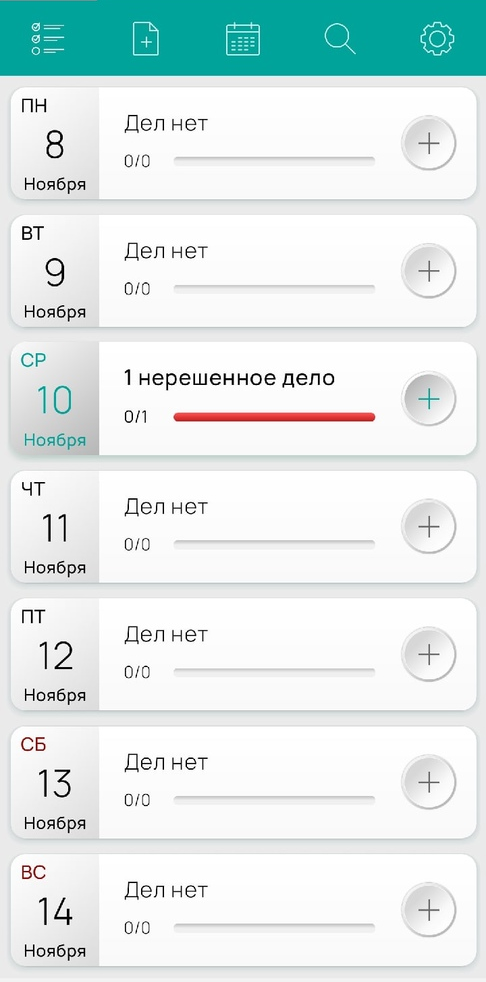 ПН
8
Ноября
Дел нет
0/0
ВТ
9
Ноября
Дел нет
0/0
СР
10
Ноября
1 нерешенное дело
0/1
ЧТ
11
Ноября
Дел нет
0/0
ПТ
12
Ноября
Дел нет
0/0
СБ
13
Ноября
Дел нет
0/0
ВС
14
Ноября
Дел нет
0/0